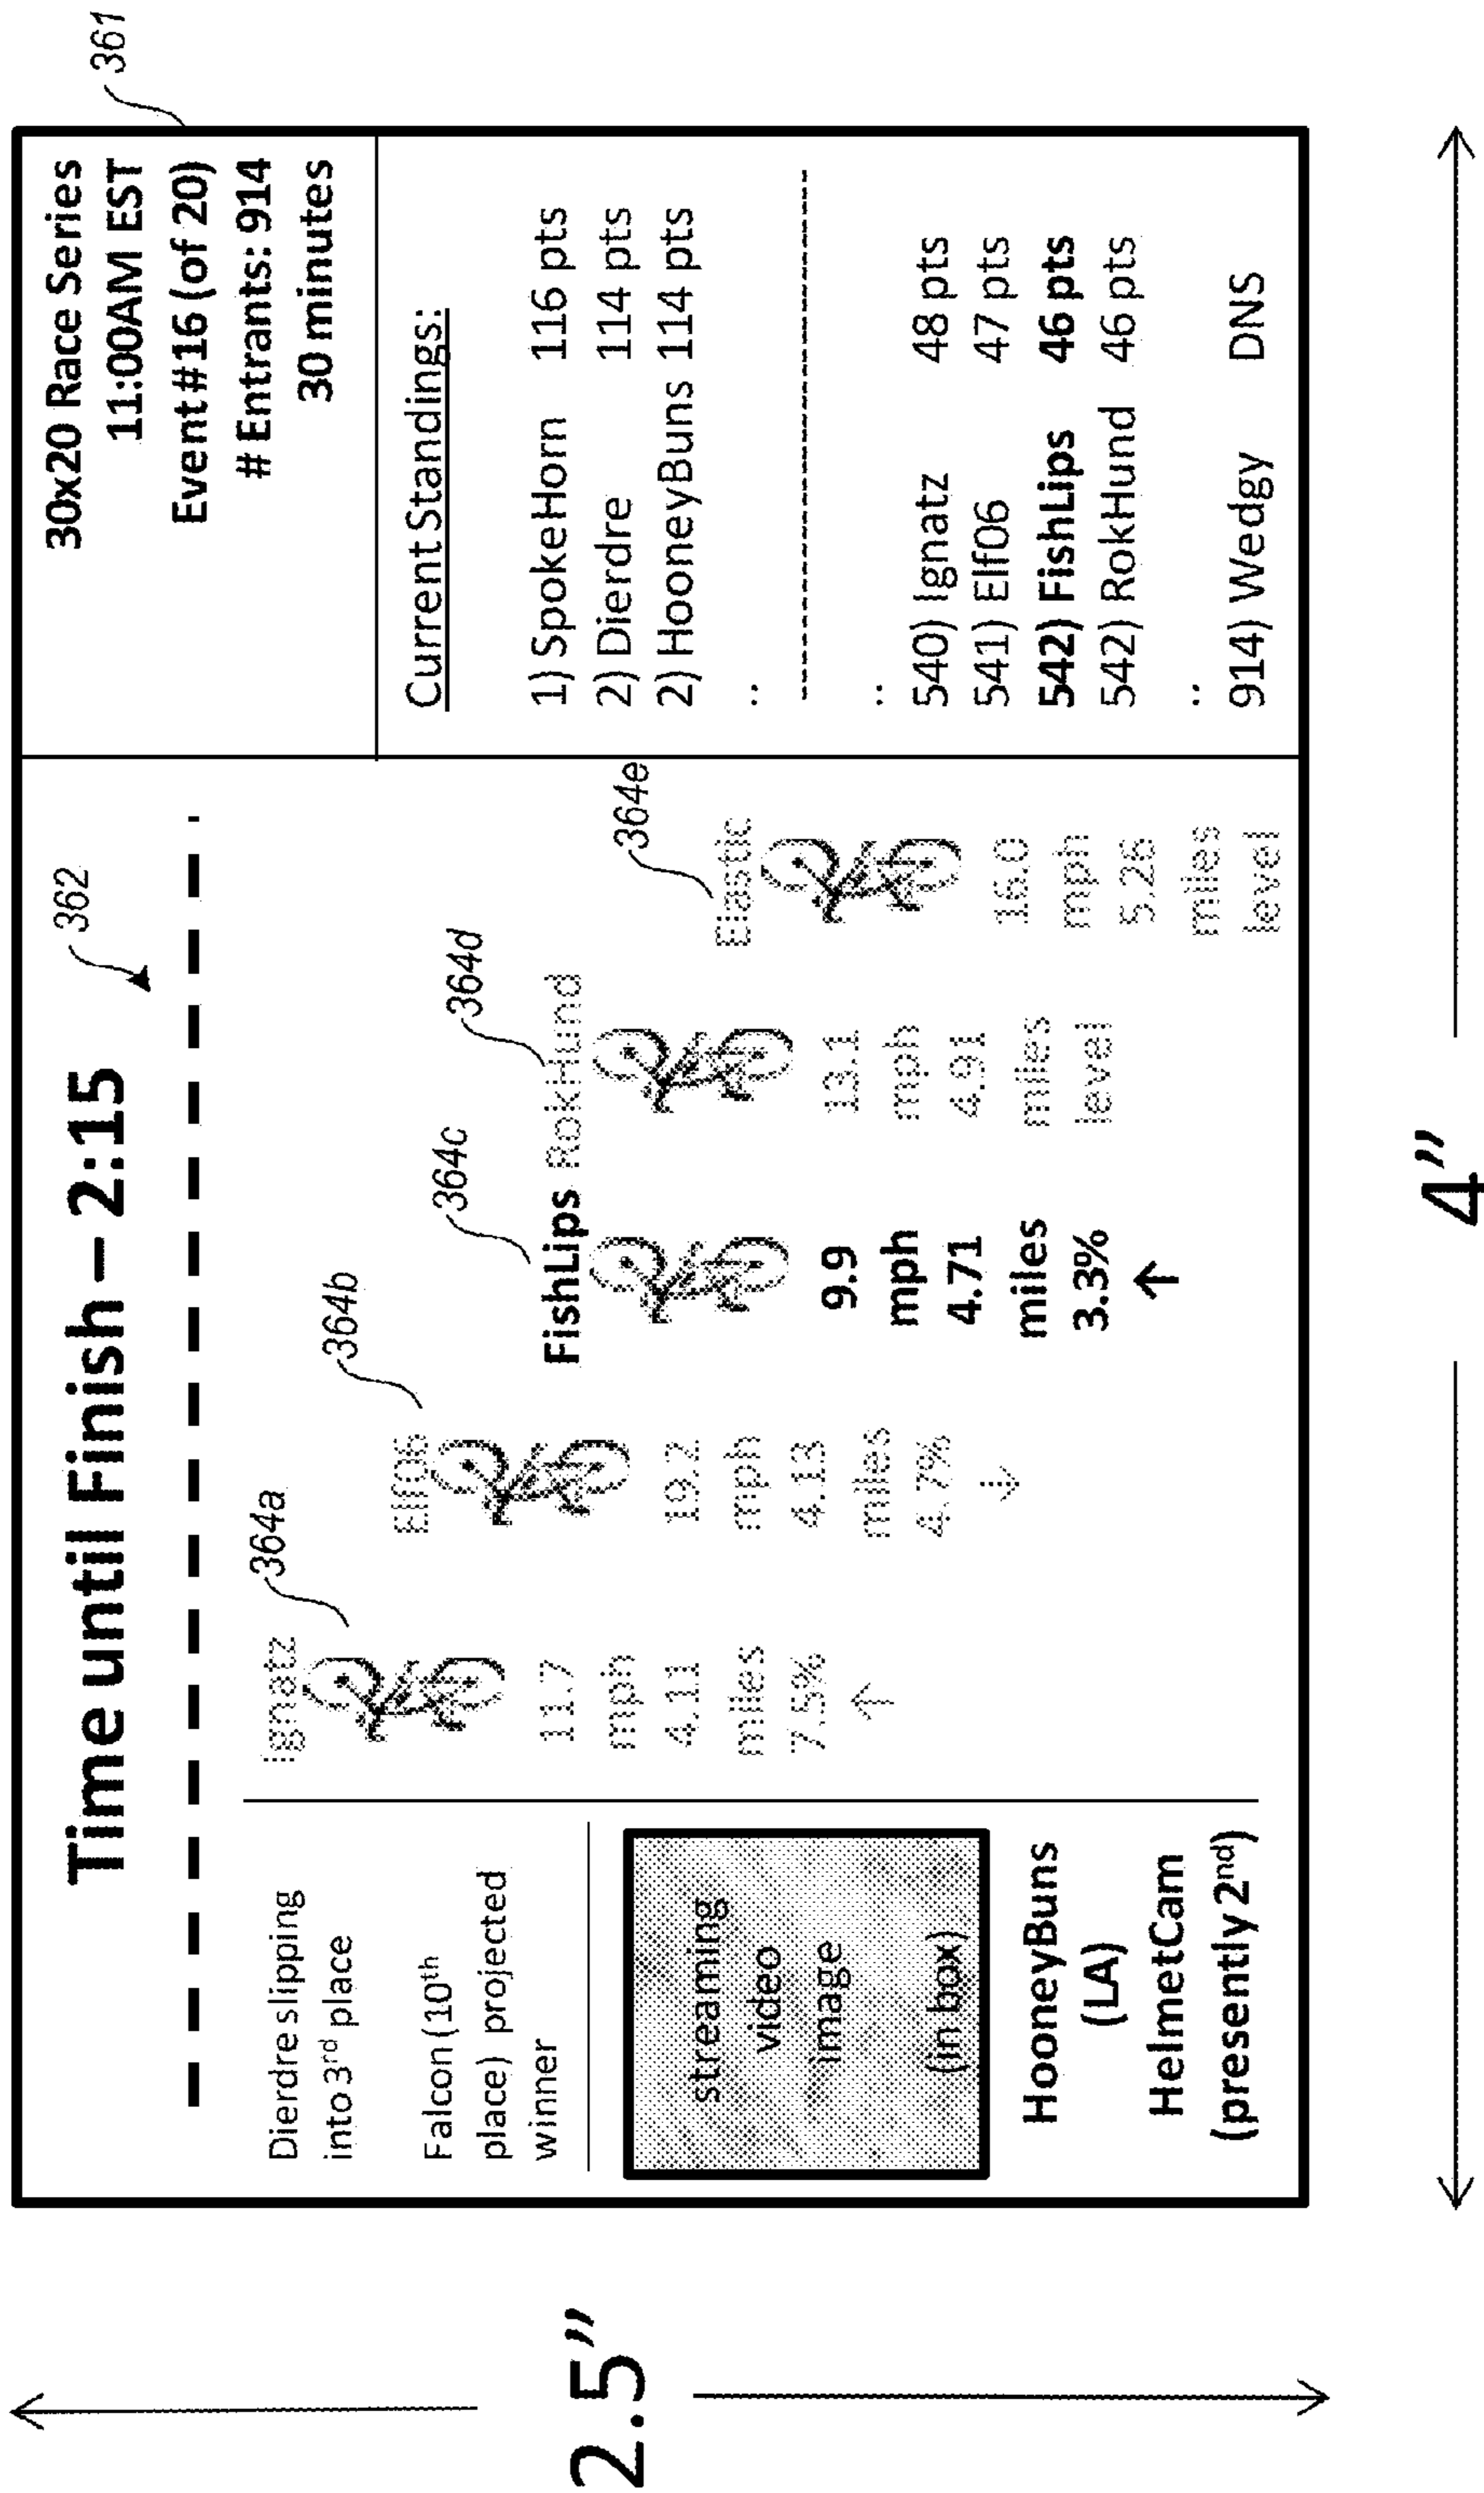 361
362
Time until Finish – 2:15
30x20 Race Series
11:00AM EST
Event #16 (of 20)
# Entrants: 914
30 minutes
Dierdre slipping
into 3rd place
Falcon (10th
place) projected
winner
streaming
video
image
(in box)
HooneyBuns
(LA)
HelmetCam
(presently 2nd)
364a
Ignatz
11.7
mph
4.11
miles
7.5%
↑
364b
Elf06
19.2
mph
4.13
miles
4.7%
↓
364c
FishLips
9.9
mph
4.71
miles
3.3%
↑
364d
RokHund
13.1
mph
4.91
miles
level
364e
Elastic
16.0
mph
5.26
miles
level
Current Standings:
1) SpokeHorn 116 pts
2) Dierdre 114 pts
2) HooneyBuns 114 pts
:
:
540) Ignatz 48 pts
541) Elf06 47 pts
542) FishLips 46 pts
542) RokHund 46 pts
:
914) Wedgy DNS
2.5”
4”